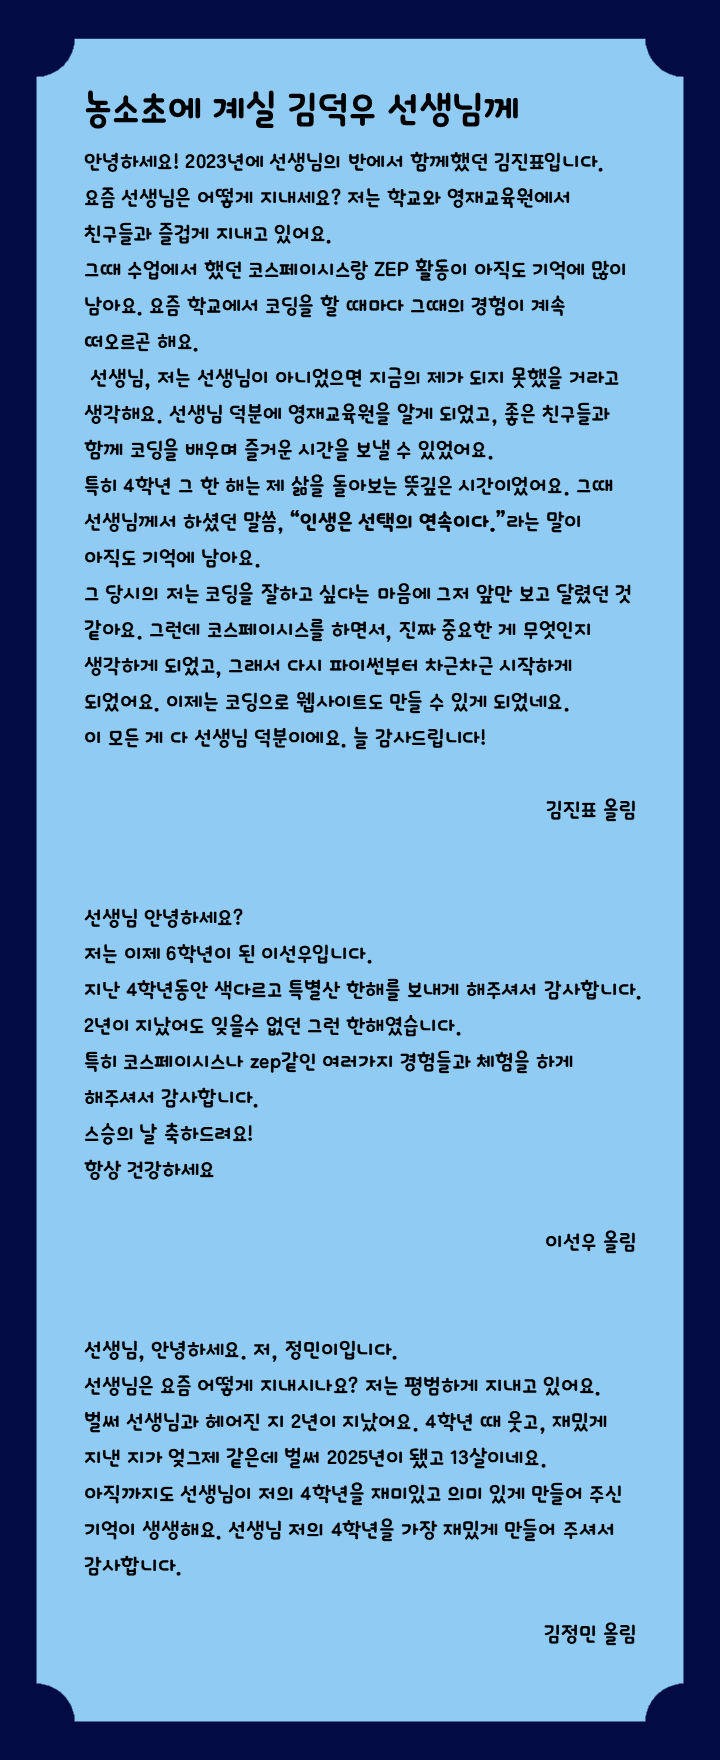 농소초에 계실 김덕우 선생님께
안녕하세요! 2023년에 선생님의 반에서 함께했던 김진표입니다.
요즘 선생님은 어떻게 지내세요? 저는 학교와 영재교육원에서
친구들과 즐겁게 지내고 있어요.
그때 수업에서 했던 코스페이시스랑 ZEP 활동이 아직도 기억에 많이
남아요. 요즘 학교에서 코딩을 할 때마다 그때의 경험이 계속
떠오르곤 해요.
선생님, 저는 선생님이 아니었으면 지금의 제가 되지 못했을 거라고
생각해요. 선생님 덕분에 영재교육원을 알게 되었고, 좋은 친구들과
함께 코딩을 배우며 즐거운 시간을 보낼 수 있었어요.
특히 4학년 그 한 해는 제 삶을 돌아보는 뜻깊은 시간이었어요. 그때
선생님께서 하셨던 말씀, “인생은 선택의 연속이다.”라는 말이
아직도 기억에 남아요.
그 당시의 저는 코딩을 잘하고 싶다는 마음에 그저 앞만 보고 달렸던 것
같아요. 그런데 코스페이시스를 하면서, 진짜 중요한 게 무엇인지
생각하게 되었고, 그래서 다시 파이썬부터 차근차근 시작하게
되었어요. 이제는 코딩으로 웹사이트도 만들 수 있게 되었네요.
이 모든 게 다 선생님 덕분이에요. 늘 감사드립니다!
김진표 올림
선생님 안녕하세요?
저는 이제 6학년이 된 이선우입니다.
지난 4학년동안 색다르고 특별산 한해를 보내게 해주셔서 감사합니다.
2년이 지났어도 잊을수 없던 그런 한해였습니다.
특히 코스페이시스나 zep같인 여러가지 경험들과 체험을 하게
해주셔서 감사합니다.
스승의 날 축하드려요!
항상 건강하세요
이선우 올림
선생님, 안녕하세요. 저, 정민이입니다.
선생님은 요즘 어떻게 지내시나요? 저는 평범하게 지내고 있어요.
벌써 선생님과 헤어진 지 2년이 지났어요. 4학년 때 웃고, 재밌게
지낸 지가 엊그제 같은데 벌써 2025년이 됐고 13살이네요.
아직까지도 선생님이 저의 4학년을 재미있고 의미 있게 만들어 주신
기억이 생생해요. 선생님 저의 4학년을 가장 재밌게 만들어 주셔서
감사합니다.
김정민 올림